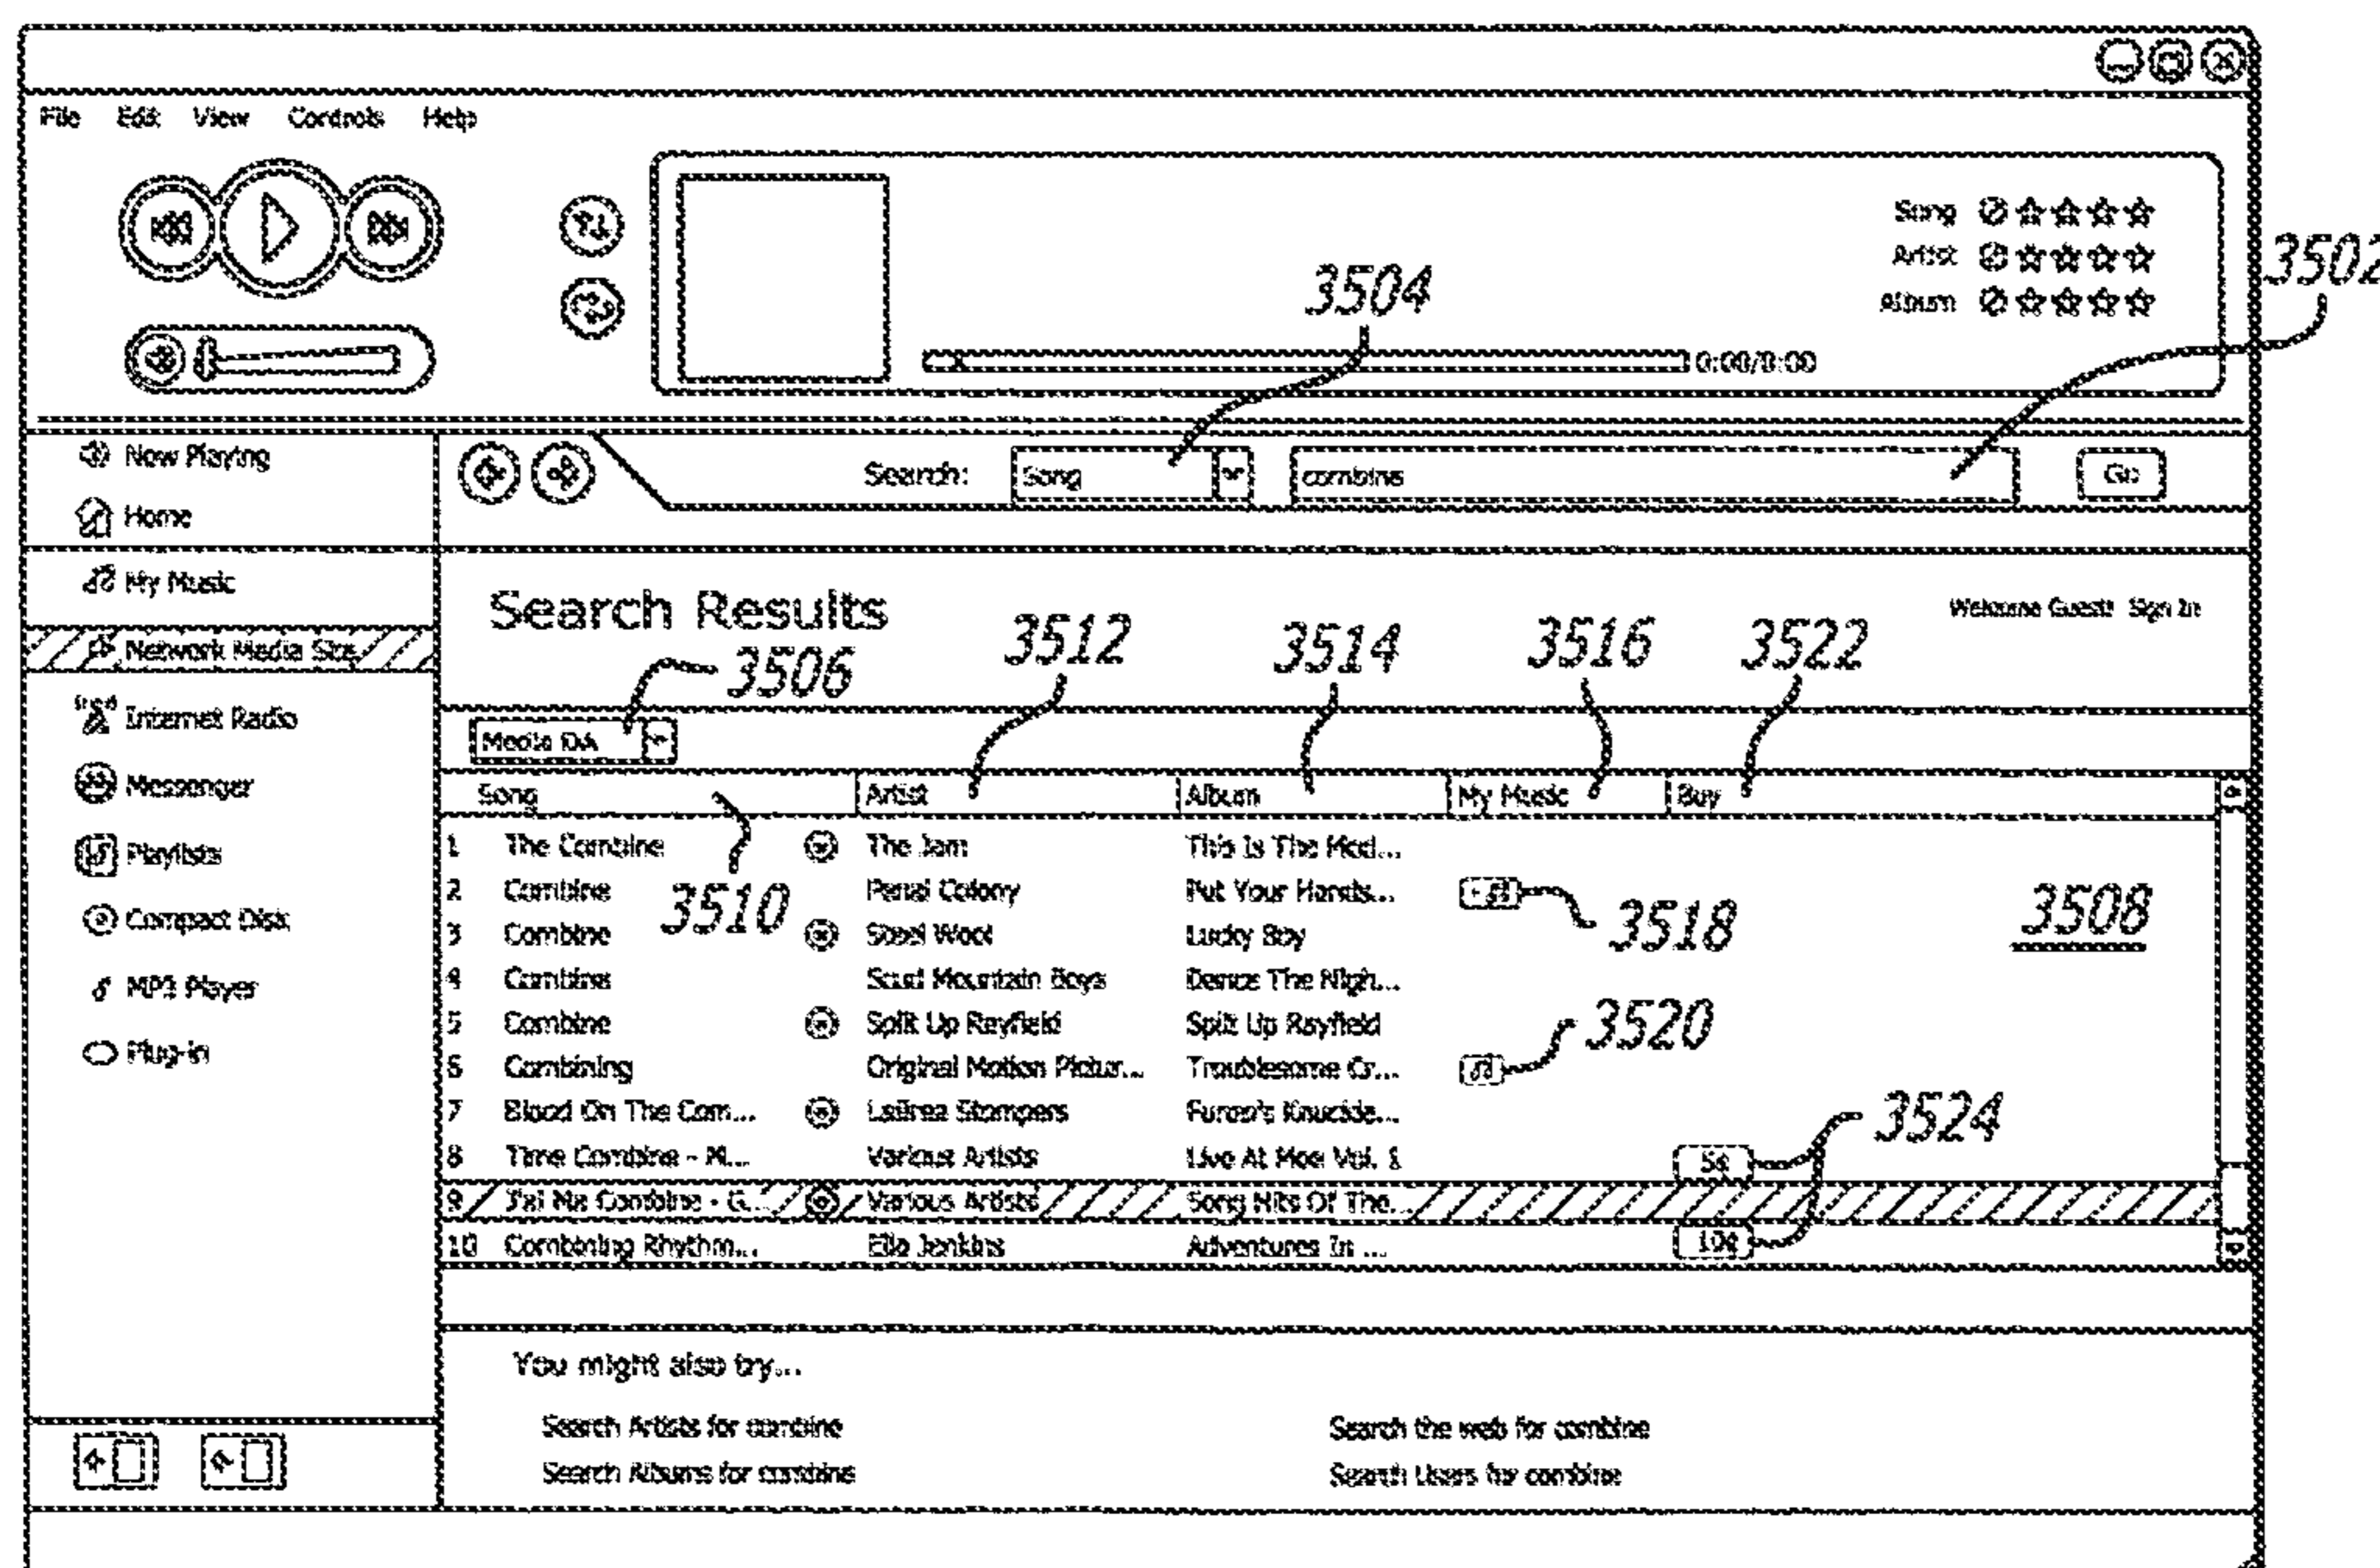 File Edit View Controls Help
Song
Artist
Album
3502
3504
0:00/0:00
Now Playing
Home
My Music
Network Media Site
Internet Radio
Messenger
Playlists
Compact Disk
MP3 Player
Plug-in
Search: Song combine Go
Search Results
Welcome Guest! Sign In
3506 3512 3514 3516 3522
Media DA
Song Artist Album My Music Buy
1 The Combine The Jam This Is The Mod...
2 Combine Penal Colony Put Your Hands...
3510 3518 3508
3 Combine Steel Wool Lucky Boy
4 Combine Scud Mountain Boys Dance The Nigh...
5 Combine Split Up Rayfield Split Up Rayfield
3520
6 Combining Original Motion Pictur... Troublesome Cr...
7 Blood On The Com... Stompers Knuckle...
3524
8 Time Combine - M... Various Artists Live At Moe Vol. 1 5¢
9 J'ai Ma Combine - G... Various Artists Song Hits Of The...
10 Combining Rhythm... Ella Jenkins Adventures In ... 10¢
You might also try...
Search Artists for combine Search the web for combine
Search Albums for combine Search Users for combine